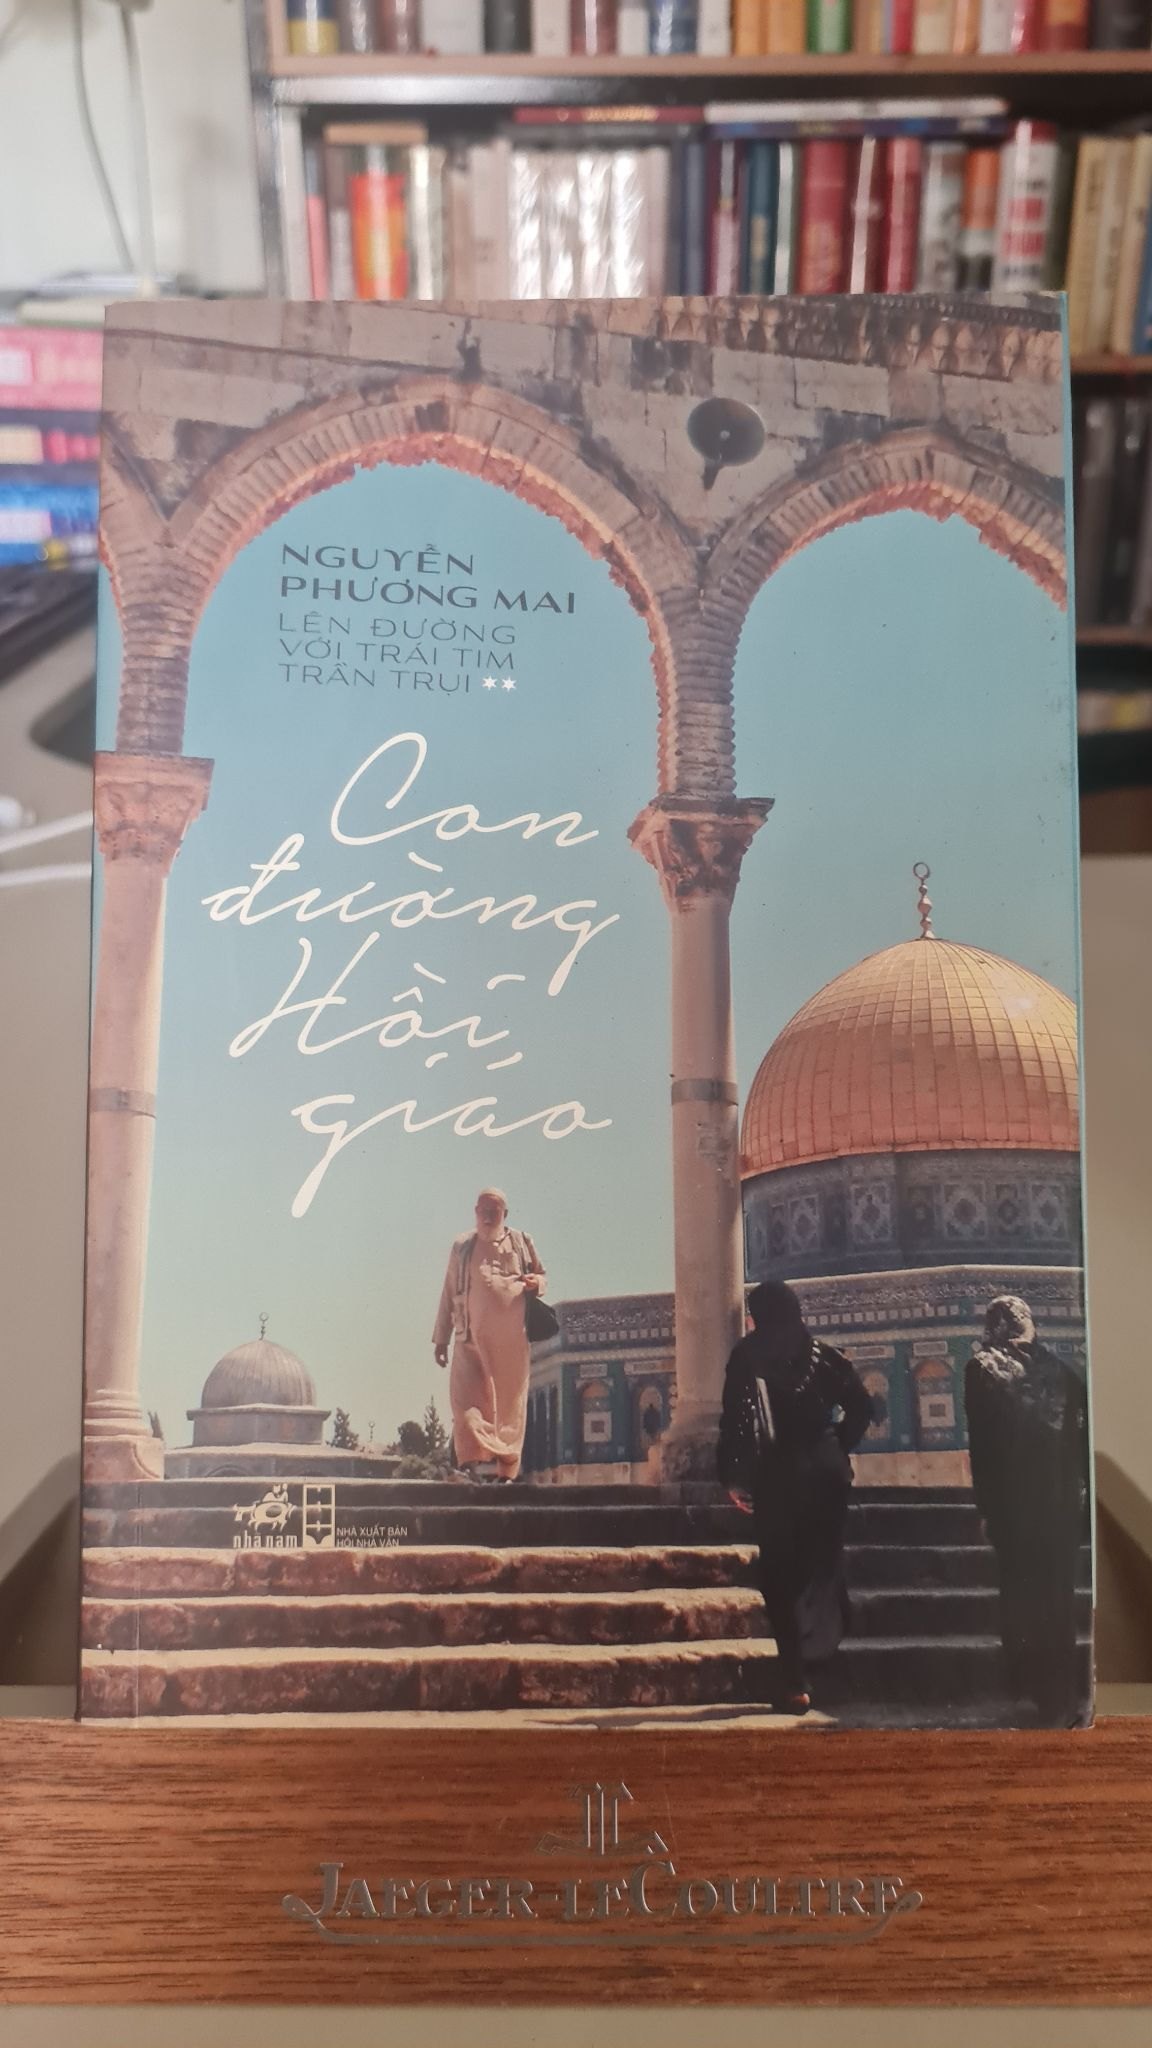 NGUYỄN
PHƯƠNG MAI
LÊN ĐƯỜNG
VỚI TRÁI TIM
TRẦN TRỤI **
Con
đường
Hồi
giáo
nhã nam
NHÀ XUẤT BẢN
HỘI NHÀ VĂN
JAEGER-LECOULTRE